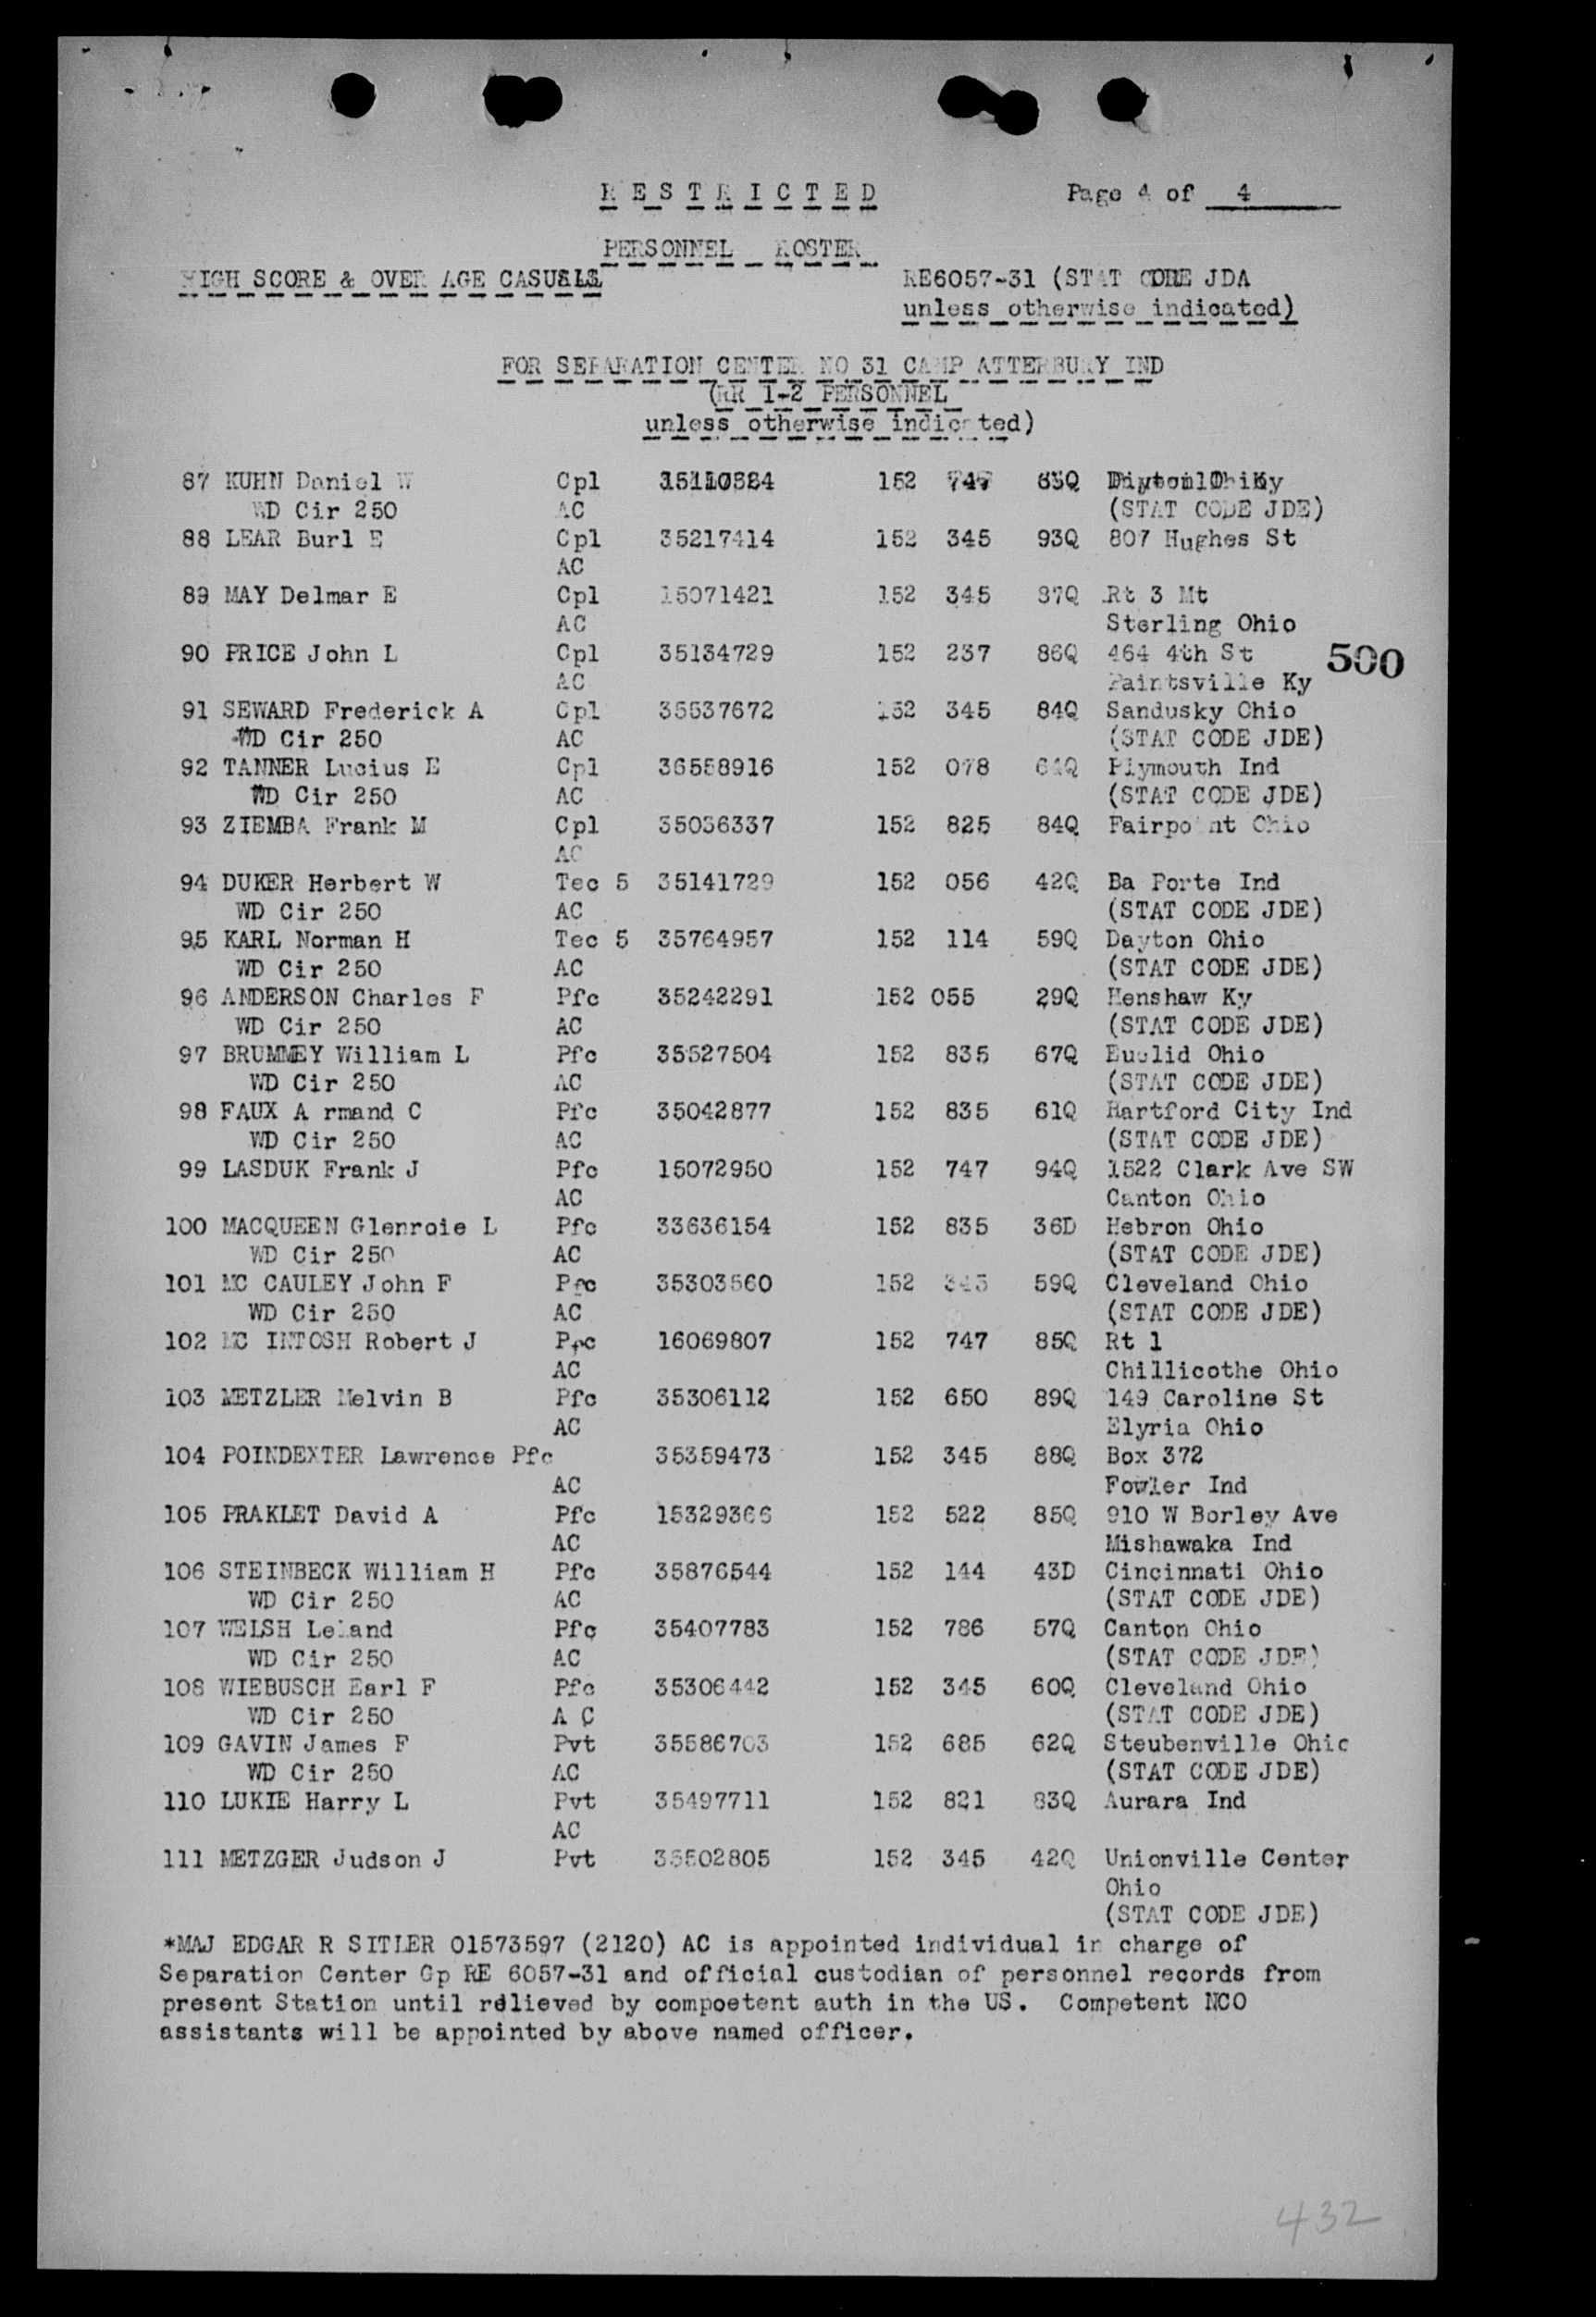 RESTRICTED Page 4 of 4
PERSONNEL ROSTER
HIGH SCORE & OVER AGE CASUALS RE6057-31 (STAT CODE JDA
unless otherwise indicated)
FOR SEPARATION CENTER NO 31 CAMP ATTERBURY IND
(RR 1-2 PERSONNEL
unless otherwise indicated)
87 KUHN Daniel W Cpl 152
WD Cir 250 AC (STAT CODE JDE)
88 LEAR Burl E Cpl 35217414 152 345 93Q 807 Hughes St
AC
89 MAY Delmar E Cpl 15071421 152 345 87Q Rt 3 Mt
AC Sterling Ohio
90 PRICE John L Cpl 35134729 152 237 86Q 464 4th St 500
AC Paintsville Ky
91 SEWARD Frederick A Cpl 35537672 152 345 84Q Sandusky Ohio
WD Cir 250 AC (STAT CODE JDE)
92 TANNER Lucius E Cpl 36558916 152 078 Plymouth Ind
WD Cir 250 AC (STAT CODE JDE)
93 ZIEMBA Frank M Cpl 35036337 152 825 84Q Fairpoint Ohio
AC
94 DUKER Herbert W Tec 5 35141729 152 056 42Q Ba Porte Ind
WD Cir 250 AC (STAT CODE JDE)
95 KARL Norman H Tec 5 35764957 152 114 59Q Dayton Ohio
WD Cir 250 AC (STAT CODE JDE)
96 ANDERSON Charles F Pfc 35242291 152 055 29Q Henshaw Ky
WD Cir 250 AC (STAT CODE JDE)
97 BRUMMEY William L Pfc 35527504 152 835 67Q Euclid Ohio
WD Cir 250 AC (STAT CODE JDE)
98 FAUX A rmand C Pfc 35042877 152 835 61Q Hartford City Ind
WD Cir 250 AC (STAT CODE JDE)
99 LASDUK Frank J Pfc 15072950 152 747 94Q 1522 Clark Ave SW
AC Canton Ohio
100 MACQUEEN Glenroie L Pfc 33636154 152 835 36D Hebron Ohio
WD Cir 250 AC (STAT CODE JDE)
101 MC CAULEY John F Pfc 35303560 152 345 59Q Cleveland Ohio
WD Cir 250 AC (STAT CODE JDE)
102 MC INTOSH Robert J Pfc 16069807 152 747 85Q Rt 1
AC Chillicothe Ohio
103 METZLER Melvin B Pfc 35306112 152 650 89Q 149 Caroline St
AC Elyria Ohio
104 POINDEXTER Lawrence Pfc 35359473 152 345 88Q Box 372
AC Fowler Ind
105 PRAKLET David A Pfc 15329366 152 522 85Q 910 W Borley Ave
AC Mishawaka Ind
106 STEINBECK William H Pfc 35876544 152 144 43D Cincinnati Ohio
WD Cir 250 AC (STAT CODE JDE)
107 WELSH Leland Pfc 35407783 152 786 57Q Canton Ohio
WD Cir 250 AC (STAT CODE JDE)
108 WIEBUSCH Earl F Pfc 35306442 152 345 60Q Cleveland Ohio
WD Cir 250 A C (STAT CODE JDE)
109 GAVIN James F Pvt 35586703 152 685 62Q Steubenville Ohio
WD Cir 250 AC (STAT CODE JDE)
110 LUKIE Harry L Pvt 35497711 152 821 83Q Aurara Ind
AC
111 METZGER Judson J Pvt 35502805 152 345 42Q Unionville Center
Ohio
(STAT CODE JDE)
*MAJ EDGAR R SITLER 01573597 (2120) AC is appointed individual in charge of
Separation Center Gp RE 6057-31 and official custodian of personnel records from
present Station until relieved by compoetent auth in the US. Competent NCO
assistants will be appointed by above named officer.
432